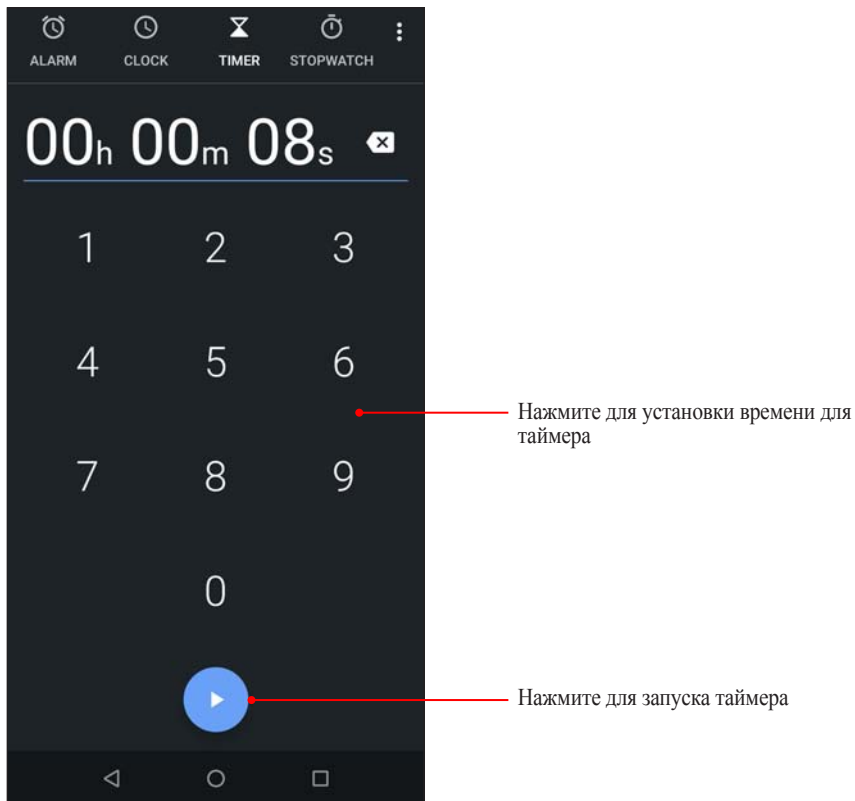 ALARM CLOCK TIMER STOPWATCH
00h 00m 08s
1 2 3
4 5 6
Нажмите для установки времени для
таймера
7 8 9
0
Нажмите для запуска таймера